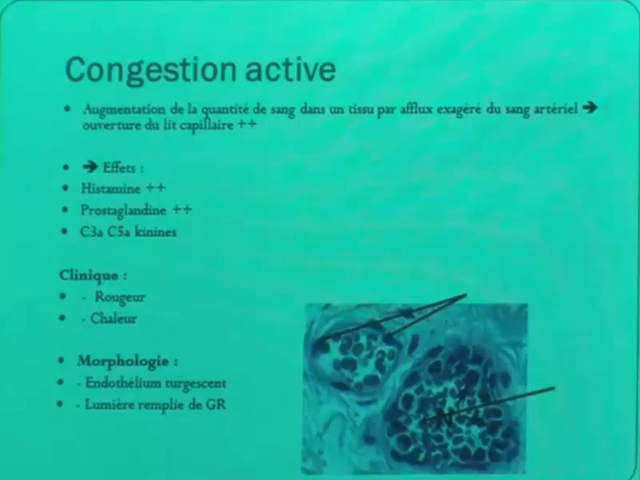 Congestion active
• Augmentation de la quantité de sang dans un tissu par afflux exagéré du sang artériel ➔
ouverture du lit capillaire ++
• ➔ Effets :
• Histamine ++
• Prostaglandine ++
• C3a C5a kinines
Clinique :
• - Rougeur
• - Chaleur
• Morphologie :
• - Endothélium turgescent
• - Lumière remplie de GR